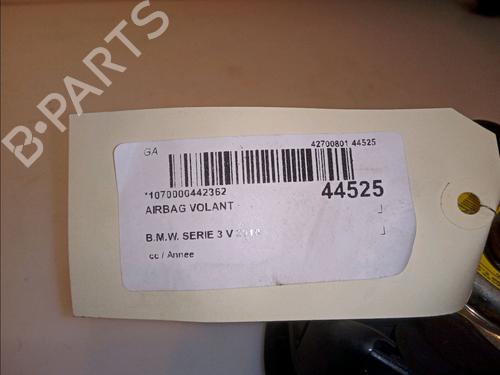 B-PARTS
GA
42700801 44525
*1070000442362
44525
AIRBAG VOLANT
B.M.W. SERIE 3 V
cc / Annee